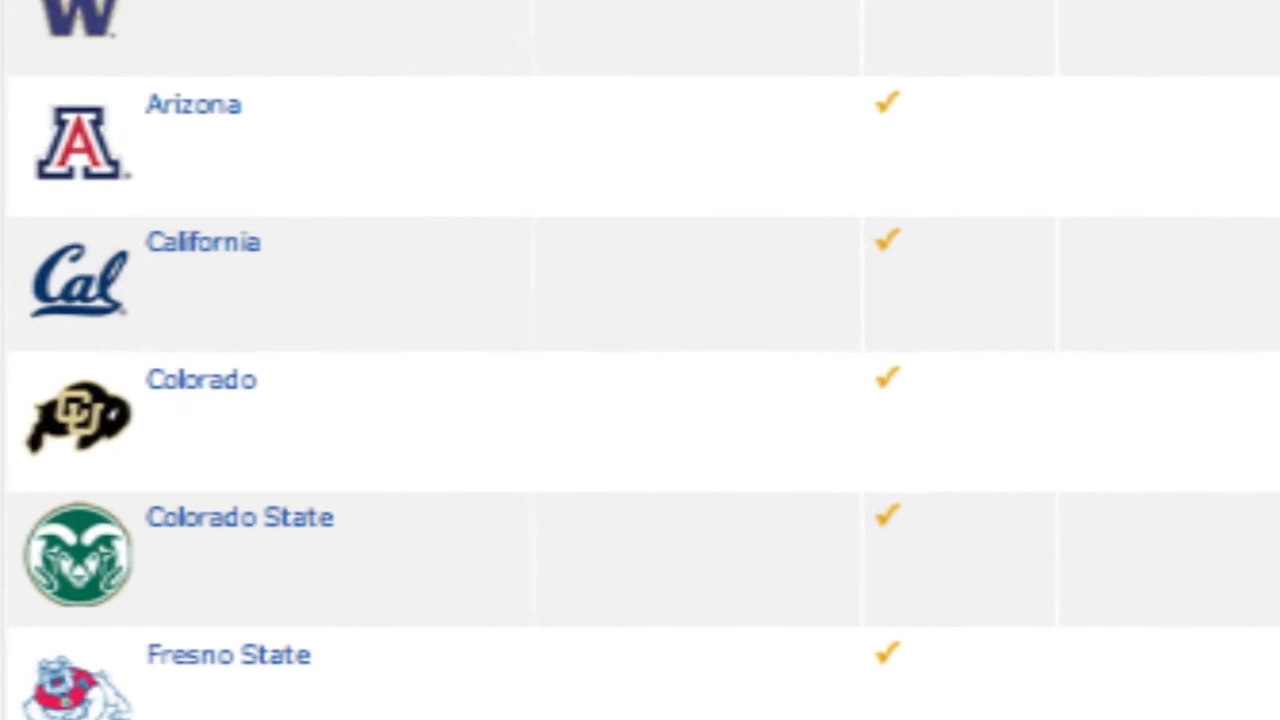 W
Arizona
✔
A
California
✔
Cal
Colorado
✔
CU
Colorado State
✔
Fresno State
✔